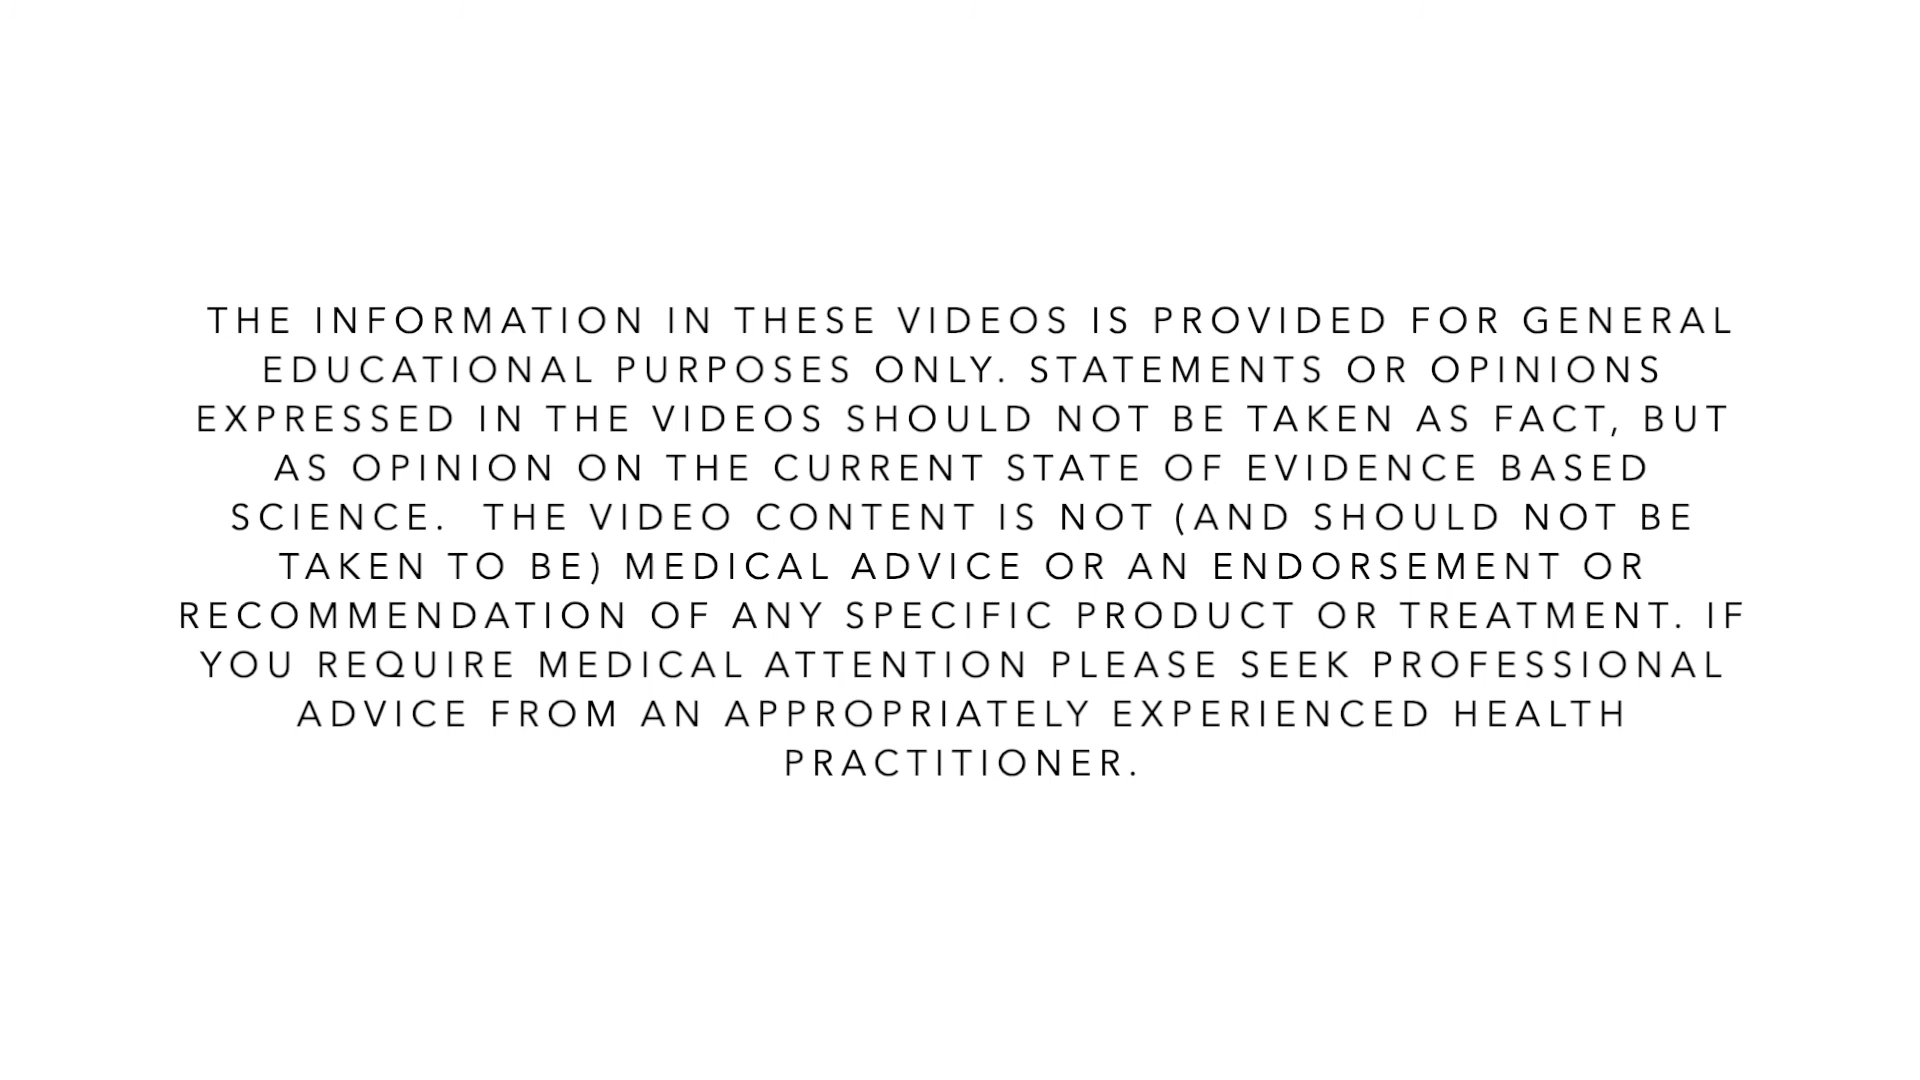 THE INFORMATION IN THESE VIDEOS IS PROVIDED FOR GENERAL
EDUCATIONAL PURPOSES ONLY. STATEMENTS OR OPINIONS
EXPRESSED IN THE VIDEOS SHOULD NOT BE TAKEN AS FACT, BUT
AS OPINION ON THE CURRENT STATE OF EVIDENCE BASED
SCIENCE.  THE VIDEO CONTENT IS NOT (AND SHOULD NOT BE
TAKEN TO BE) MEDICAL ADVICE OR AN ENDORSEMENT OR
RECOMMENDATION OF ANY SPECIFIC PRODUCT OR TREATMENT. IF
YOU REQUIRE MEDICAL ATTENTION PLEASE SEEK PROFESSIONAL
ADVICE FROM AN APPROPRIATELY EXPERIENCED HEALTH
PRACTITIONER.